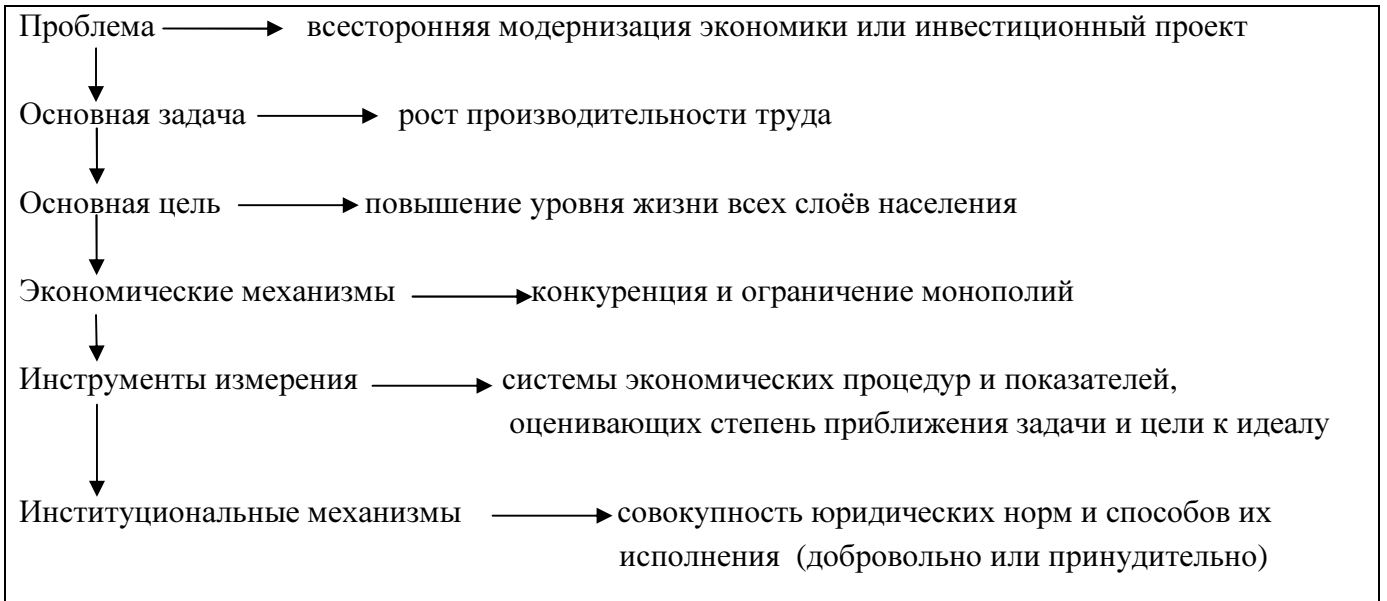 Проблема всесторонняя модернизация экономики или инвестиционный проект
Основная задача рост производительности труда
Основная цель повышение уровня жизни всех слоёв населения
Экономические механизмы конкуренция и ограничение монополий
Инструменты измерения системы экономических процедур и показателей,
оценивающих степень приближения задачи и цели к идеалу
Институциональные механизмы совокупность юридических норм и способов их
исполнения (добровольно или принудительно)